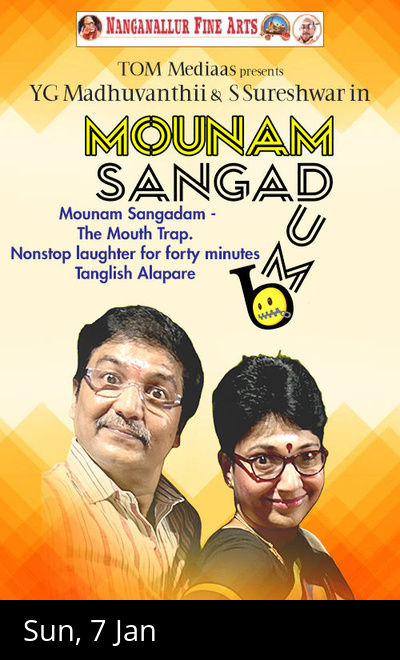 NANGANALLUR FINE ARTS
TOM Mediaas presents
YG Madhuvanthii & S Sureshwar in
MOUNAM
SANGADUM
Mounam Sangadam -
The Mouth Trap.
Nonstop laughter for forty minutes
Tanglish Alapare
b
Sun, 7 Jan